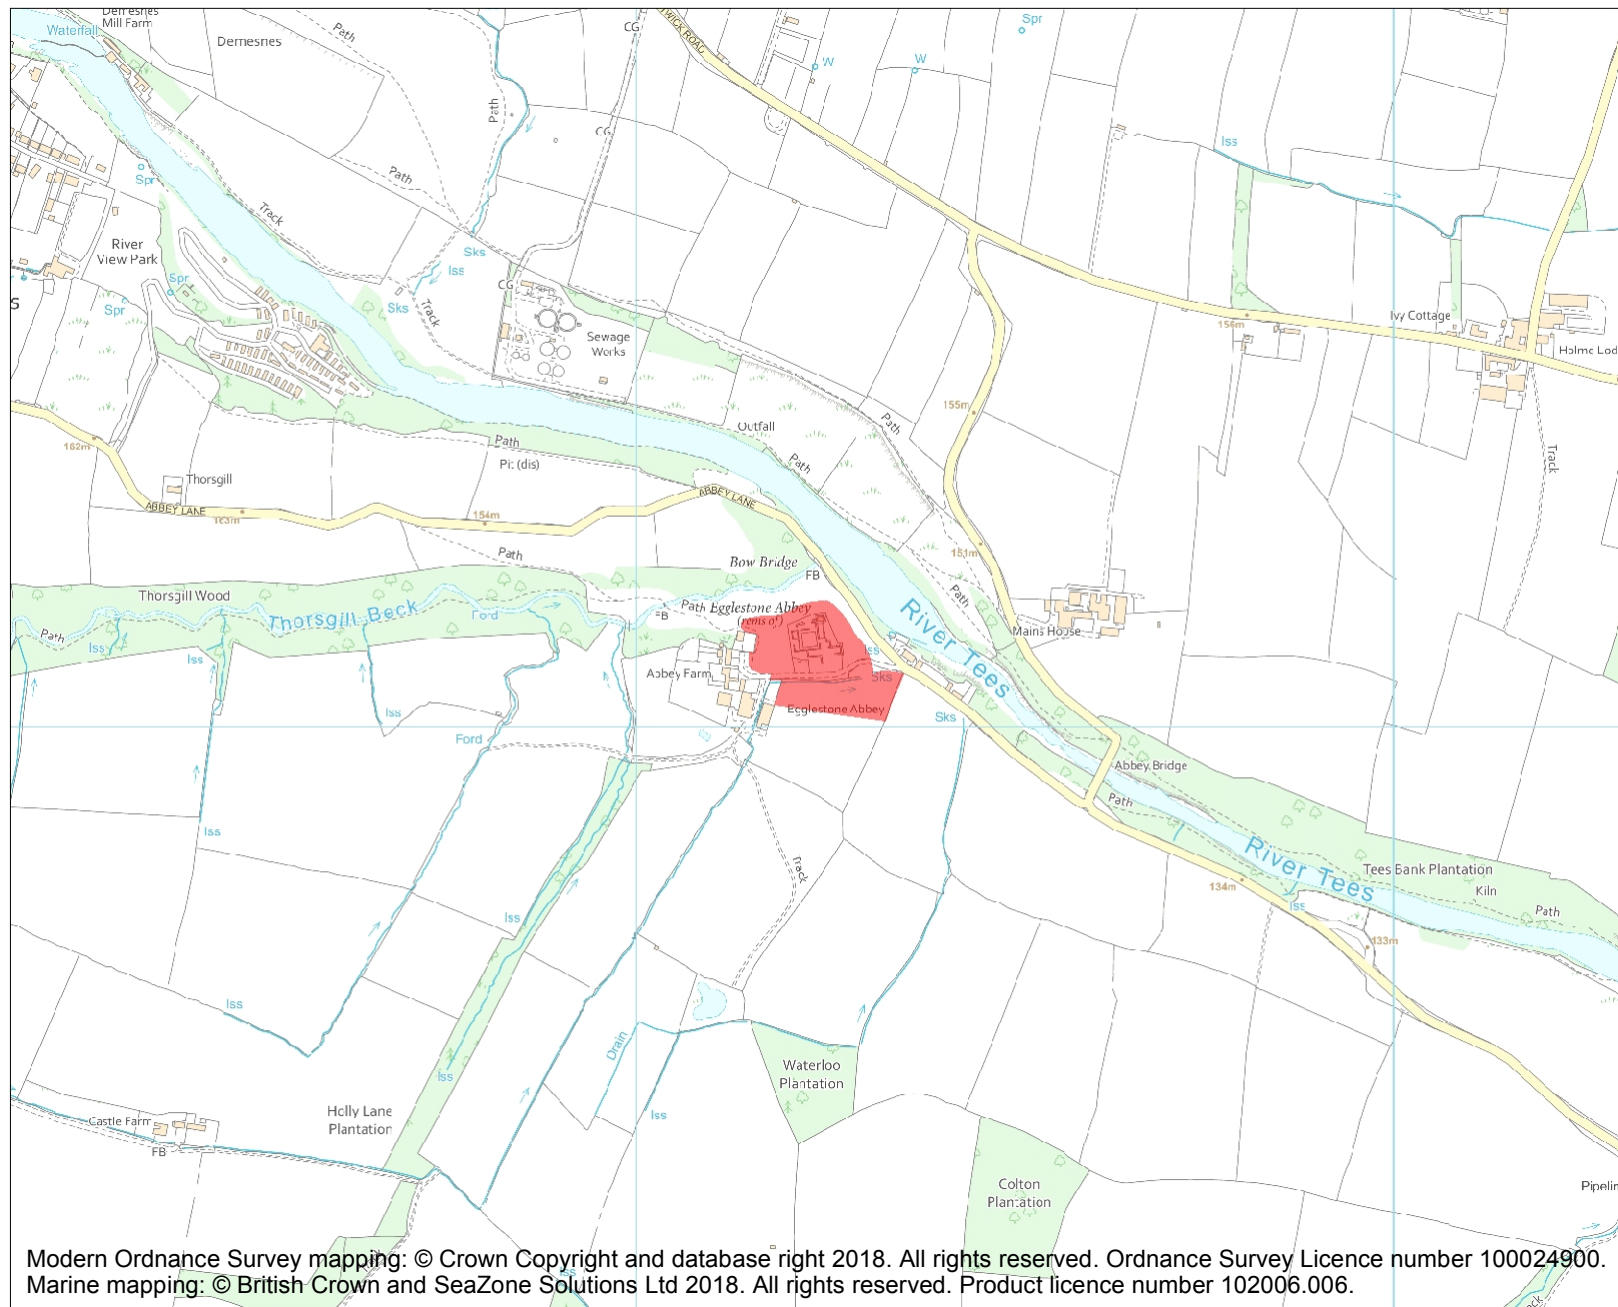 Demesnes
Mill Farm
Waterfall
Demesnes
Path
CG
Spr
W
W
Path
CG
Iss
Path
Spr
Track
River
View Park
Spr
Spr
Sks
Iss
Sks
Track
CG
Sewage
Works
156m
Ivy Cottage
155m
Path
Outfall
Path
Path
Pit (dis)
162m
Thorsgill
ABBEY LANE
163m
154m
ABBEY LANE
Track
151m
Path
Bow Bridge
FB
Path
Thorsgill Wood
Thorsgill Beck
Ford
FB
Path
Egglestone Abbey
(rems of)
River Tees
Mains House
Path
Iss
Iss
Iss
Iss
Sks
Abbey Farm
Egglestone Abbey
Iss
Sks
Ford
Abbey Bridge
Path
Iss
River Tees
Tees Bank Plantation
Kiln
Path
134m
Iss
133m
Track
Iss
Iss
Drain
Iss
Waterloo
Plantation
Iss
Castle Farm
FB
Holly Lane
Plantation
Colton
Plantation
Iss
Modern Ordnance Survey mapping: © Crown Copyright and database right 2018. All rights reserved. Ordnance Survey Licence number 100024900.
Marine mapping: © British Crown and SeaZone Solutions Ltd 2018. All rights reserved. Product licence number 102006.006.